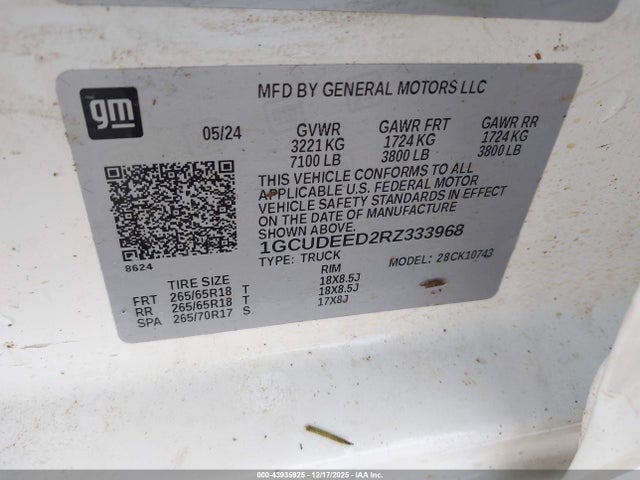 gm
MFD BY GENERAL MOTORS LLC
05/24 GVWR GAWR FRT GAWR RR
3221 KG 1724 KG 1724 KG
7100 LB 3800 LB 3800 LB
THIS VEHICLE CONFORMS TO ALL
APPLICABLE U.S. FEDERAL MOTOR
VEHICLE SAFETY STANDARDS IN EFFECT
ON THE DATE OF MANUFACTURE
SHOWN ABOVE.
1GCUDEED2RZ333968
8624
TYPE: TRUCK MODEL: 28CK10743
TIRE SIZE RIM
FRT 265/65R18 T 18X8.5J
RR 265/65R18 T 18X8.5J
SPA 265/70R17 S 17X8J
000-43935925 | 12/17/2025 | IAA Inc.